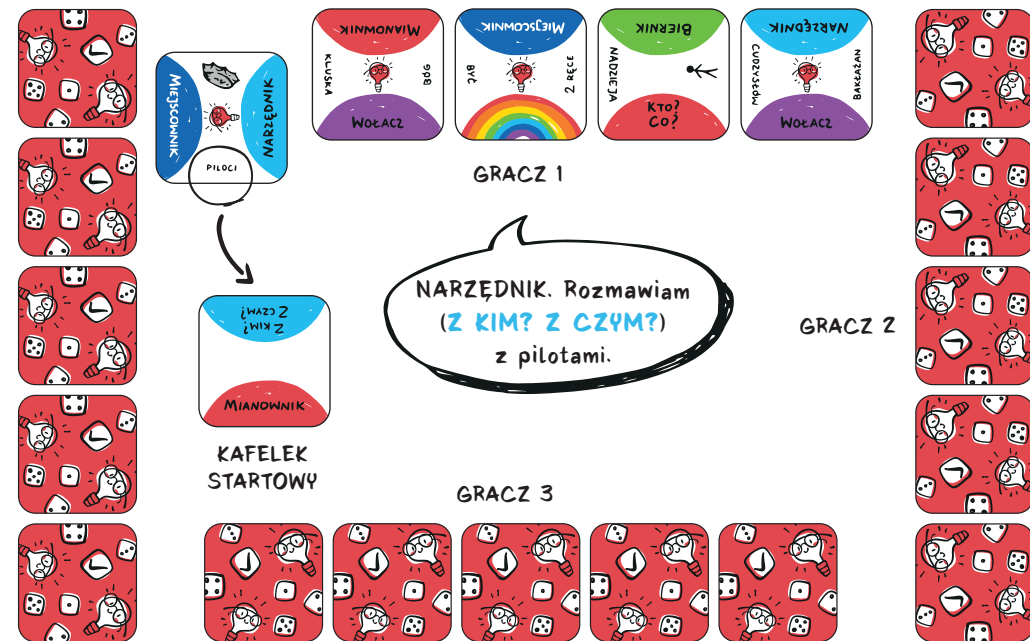 MIEJSCOWNIK
NARZĘDNIK
PILOCI
MIANOWNIK
KLUSKA
BÓG
WOŁACZ
MIEJSCOWNIK
BYĆ
2 RĘCE
BIERNIK
NADZIEJA
KTO?
CO?
NARZĘDNIK
CUDZYSŁÓW
BAKŁAŻAN
WOŁACZ
GRACZ 1
NARZĘDNIK. Rozmawiam
(Z KIM? Z CZYM?)
z pilotami.
GRACZ 2
Z KIM?
Z CZYM?
MIANOWNIK
KAFELEK
STARTOWY
GRACZ 3